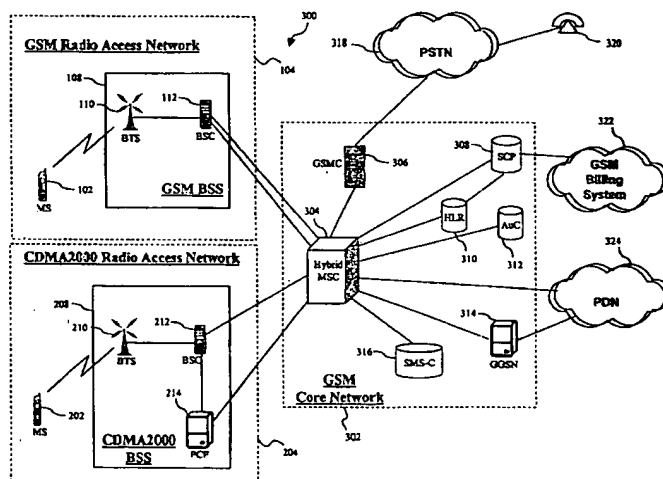 300
GSM Radio Access Network
104
108
110
112
BTS
BSC
GSM BSS
102
MS
CDMA2000 Radio Access Network
208
210
212
BTS
BSC
214
202
MS
PCF
CDMA2000
BSS
204
318
PSTN
320
GSMC
306
308
SCP
322
GSM
Billing
System
304
Hybrid
MSC
HLR
310
AuC
312
324
PDN
314
GGSN
316
SMS-C
GSM
Core Network
302